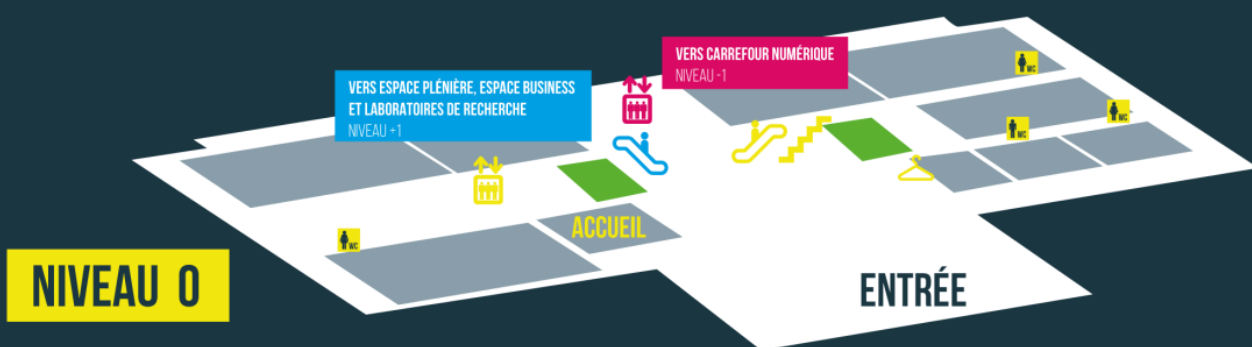 VERS CARREFOUR NUMÉRIQUE
NIVEAU -1
VERS ESPACE PLÉNIÈRE, ESPACE BUSINESS
ET LABORATOIRES DE RECHERCHE
NIVEAU +1
WC
WC
WC
WC
ACCUEIL
NIVEAU 0
ENTRÉE